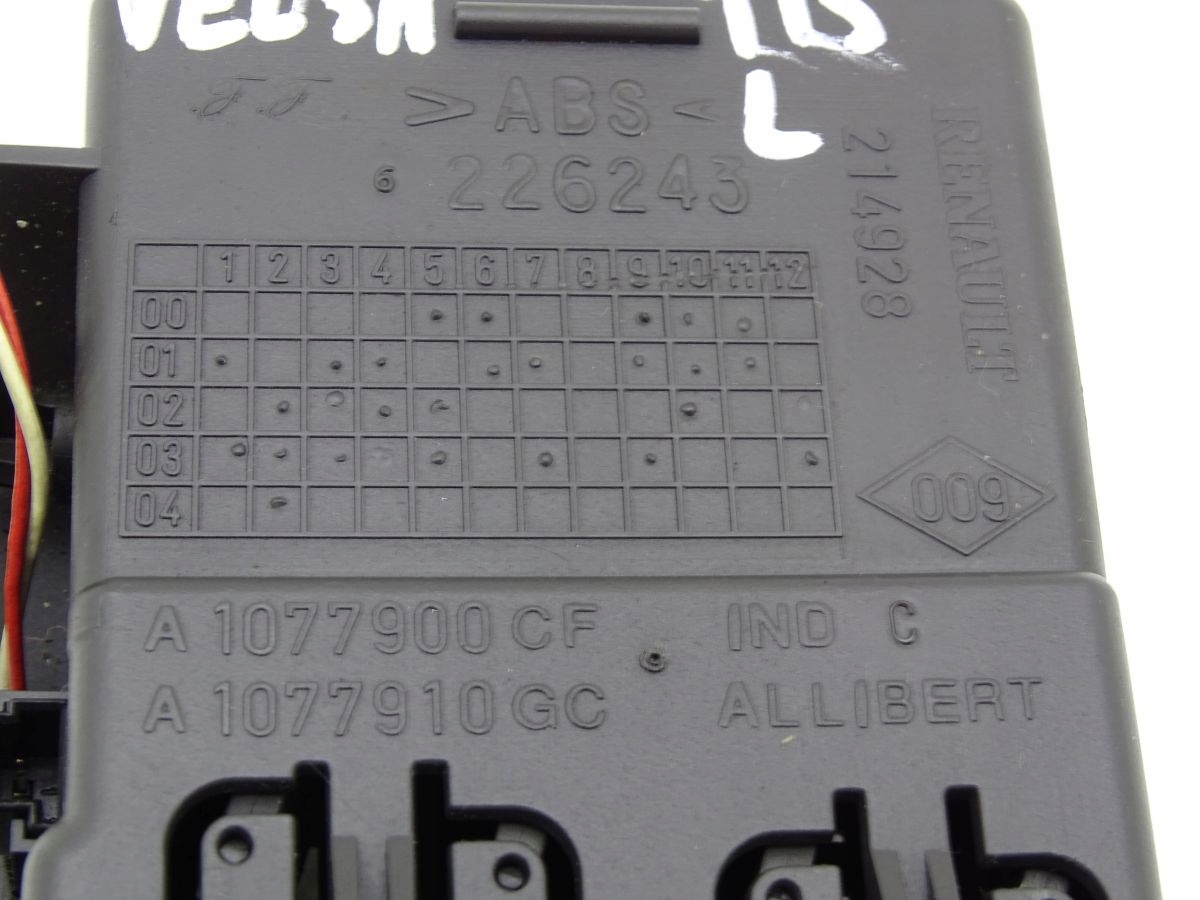 > ABS <
6 226243
214928
RENAULT
1 2 3 4 5 6 7 8 9 10 11 12
00
01
02
03
04
009
A 1077900 CF IND C
A 1077910 GC ALLIBERT
L